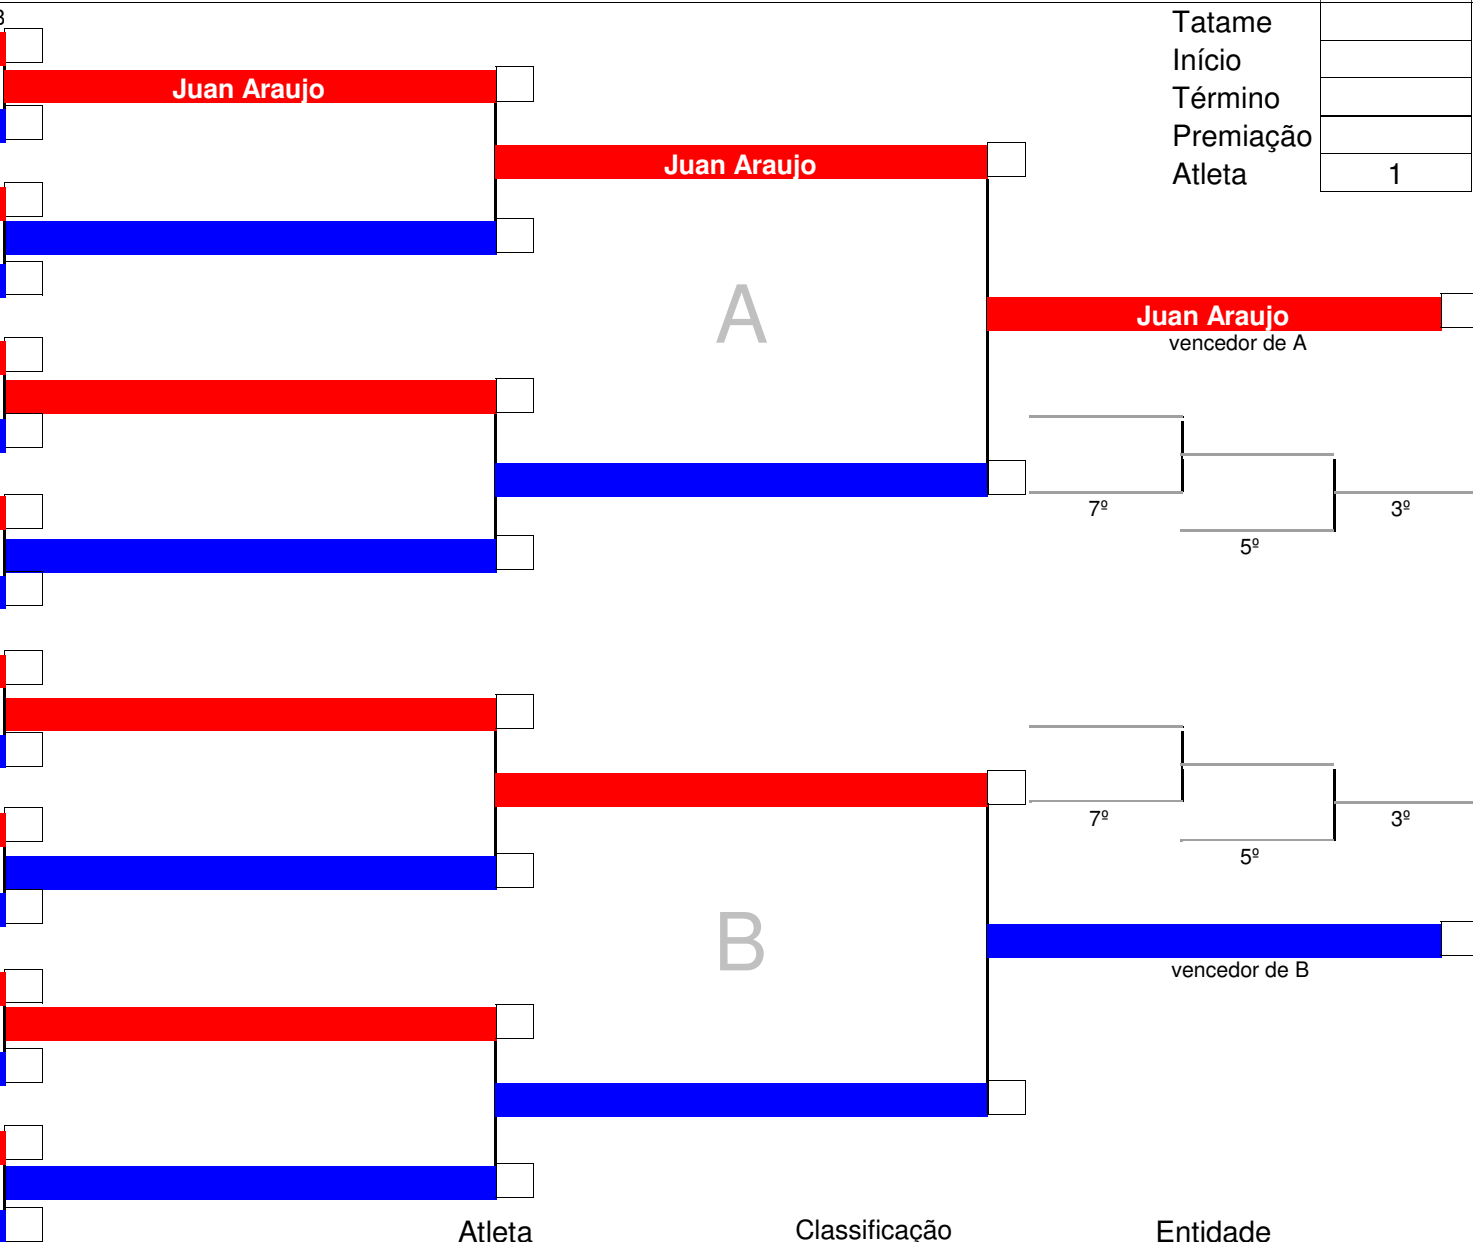 Tatame
Início
Juan Araujo
Término
Premiação
Juan Araujo
Atleta 1
A
Juan Araujo
vencedor de A
7º
3º
5º
7º
3º
5º
B
vencedor de B
Atleta Classificação Entidade